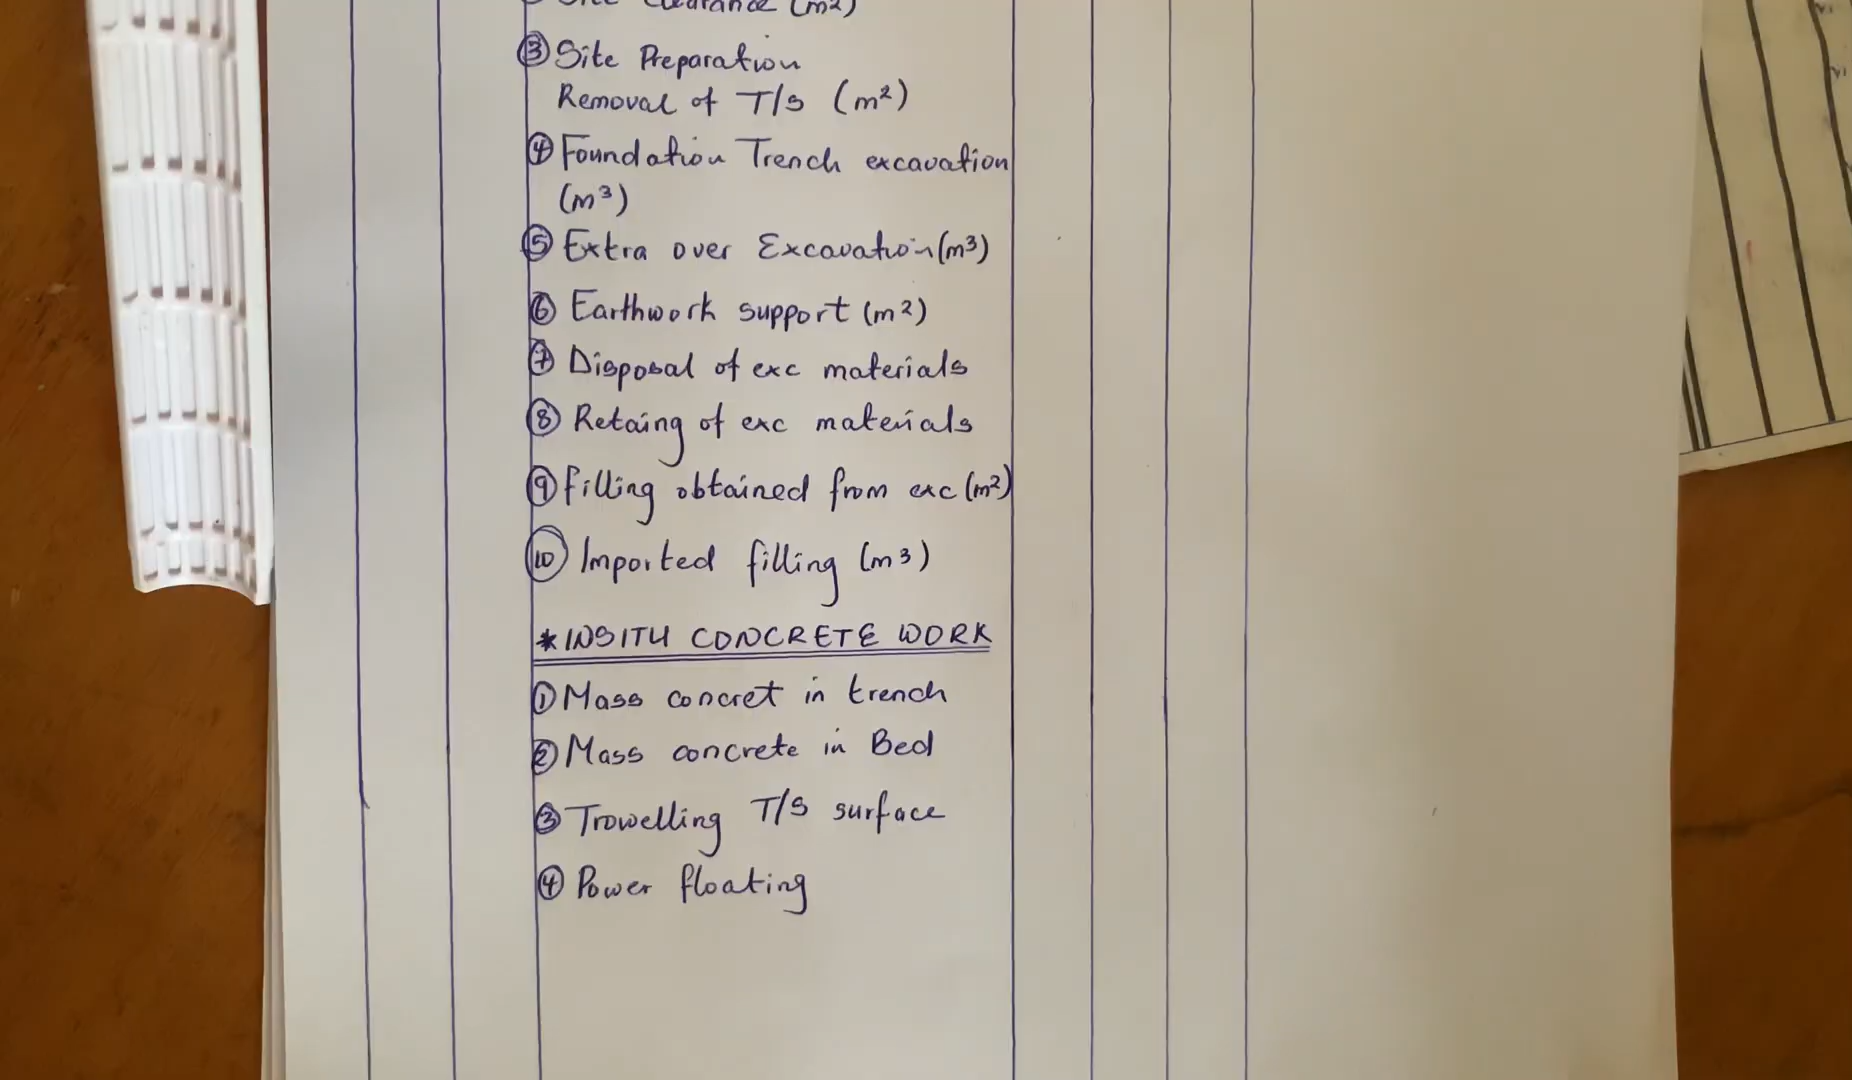 Site Clearance (m2)
③ Site Preparation
Removal of T/S (m²)
④ Foundation Trench excavation
(m³)
⑤ Extra over Excavation (m³)
⑥ Earthwork support (m²)
⑦ Disposal of exc materials
⑧ Retaing of exc materials
⑨ filling obtained from exc (m²)
⑩ Imported filling (m³)
*INSITU CONCRETE WORK
① Mass concret in trench
② Mass concrete in Bed
③ Trowelling T/S surface
④ Power floating